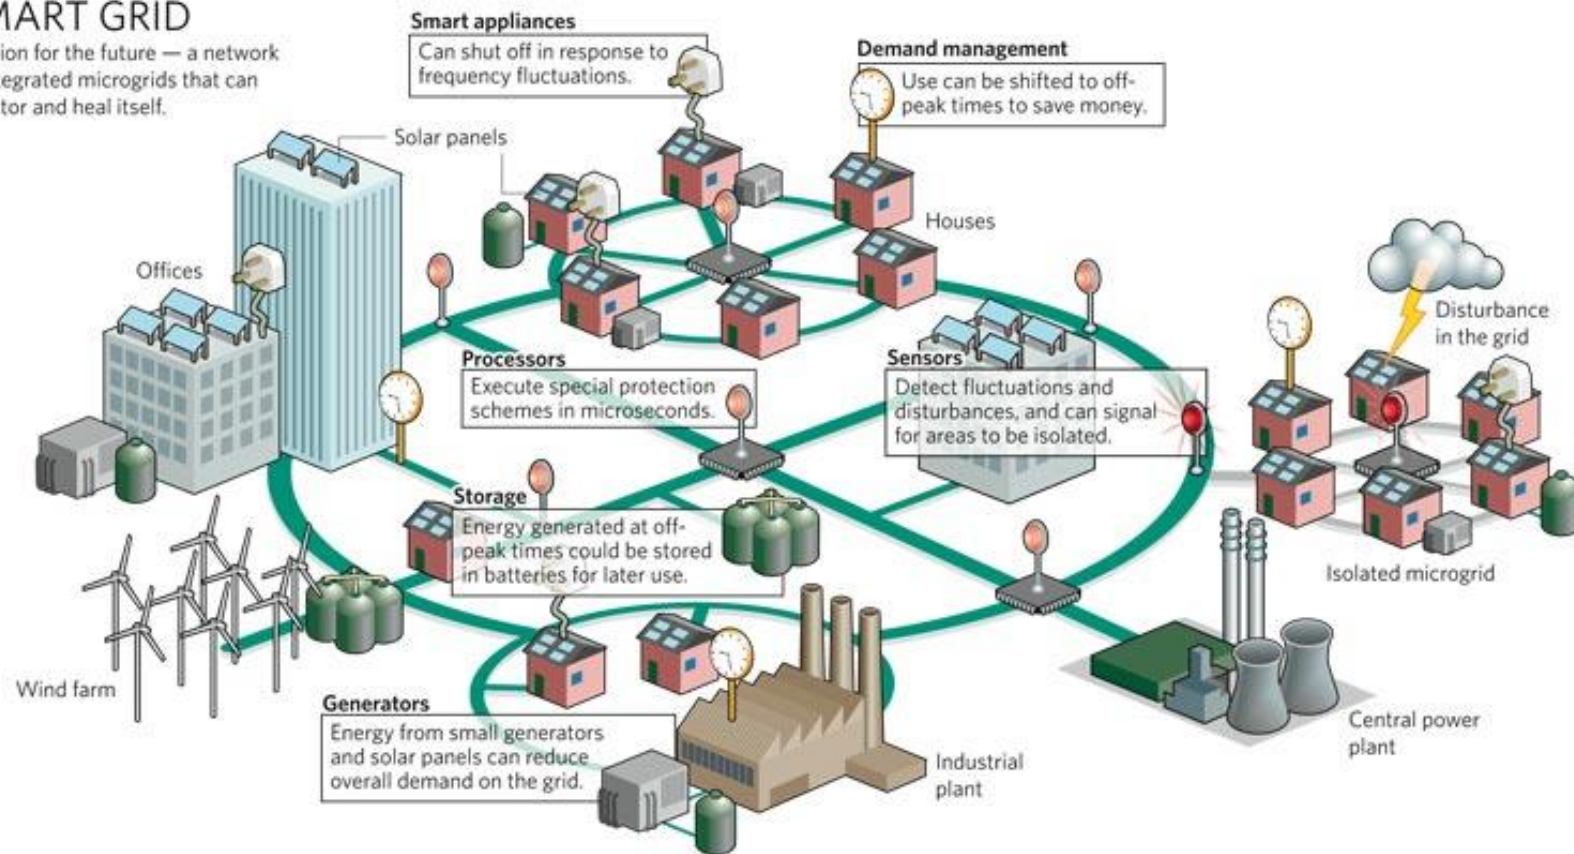 MART GRID
ion for the future — a network
egrated microgrids that can
tor and heal itself.
Smart appliances
Can shut off in response to
frequency fluctuations.
Demand management
Use can be shifted to off-
peak times to save money.
Solar panels
Houses
Offices
Disturbance
in the grid
Processors
Execute special protection
schemes in microseconds.
Sensors
Detect fluctuations and
disturbances, and can signal
for areas to be isolated.
Storage
Energy generated at off-
peak times could be stored
in batteries for later use.
Isolated microgrid
Wind farm
Generators
Energy from small generators
and solar panels can reduce
overall demand on the grid.
Industrial
plant
Central power
plant